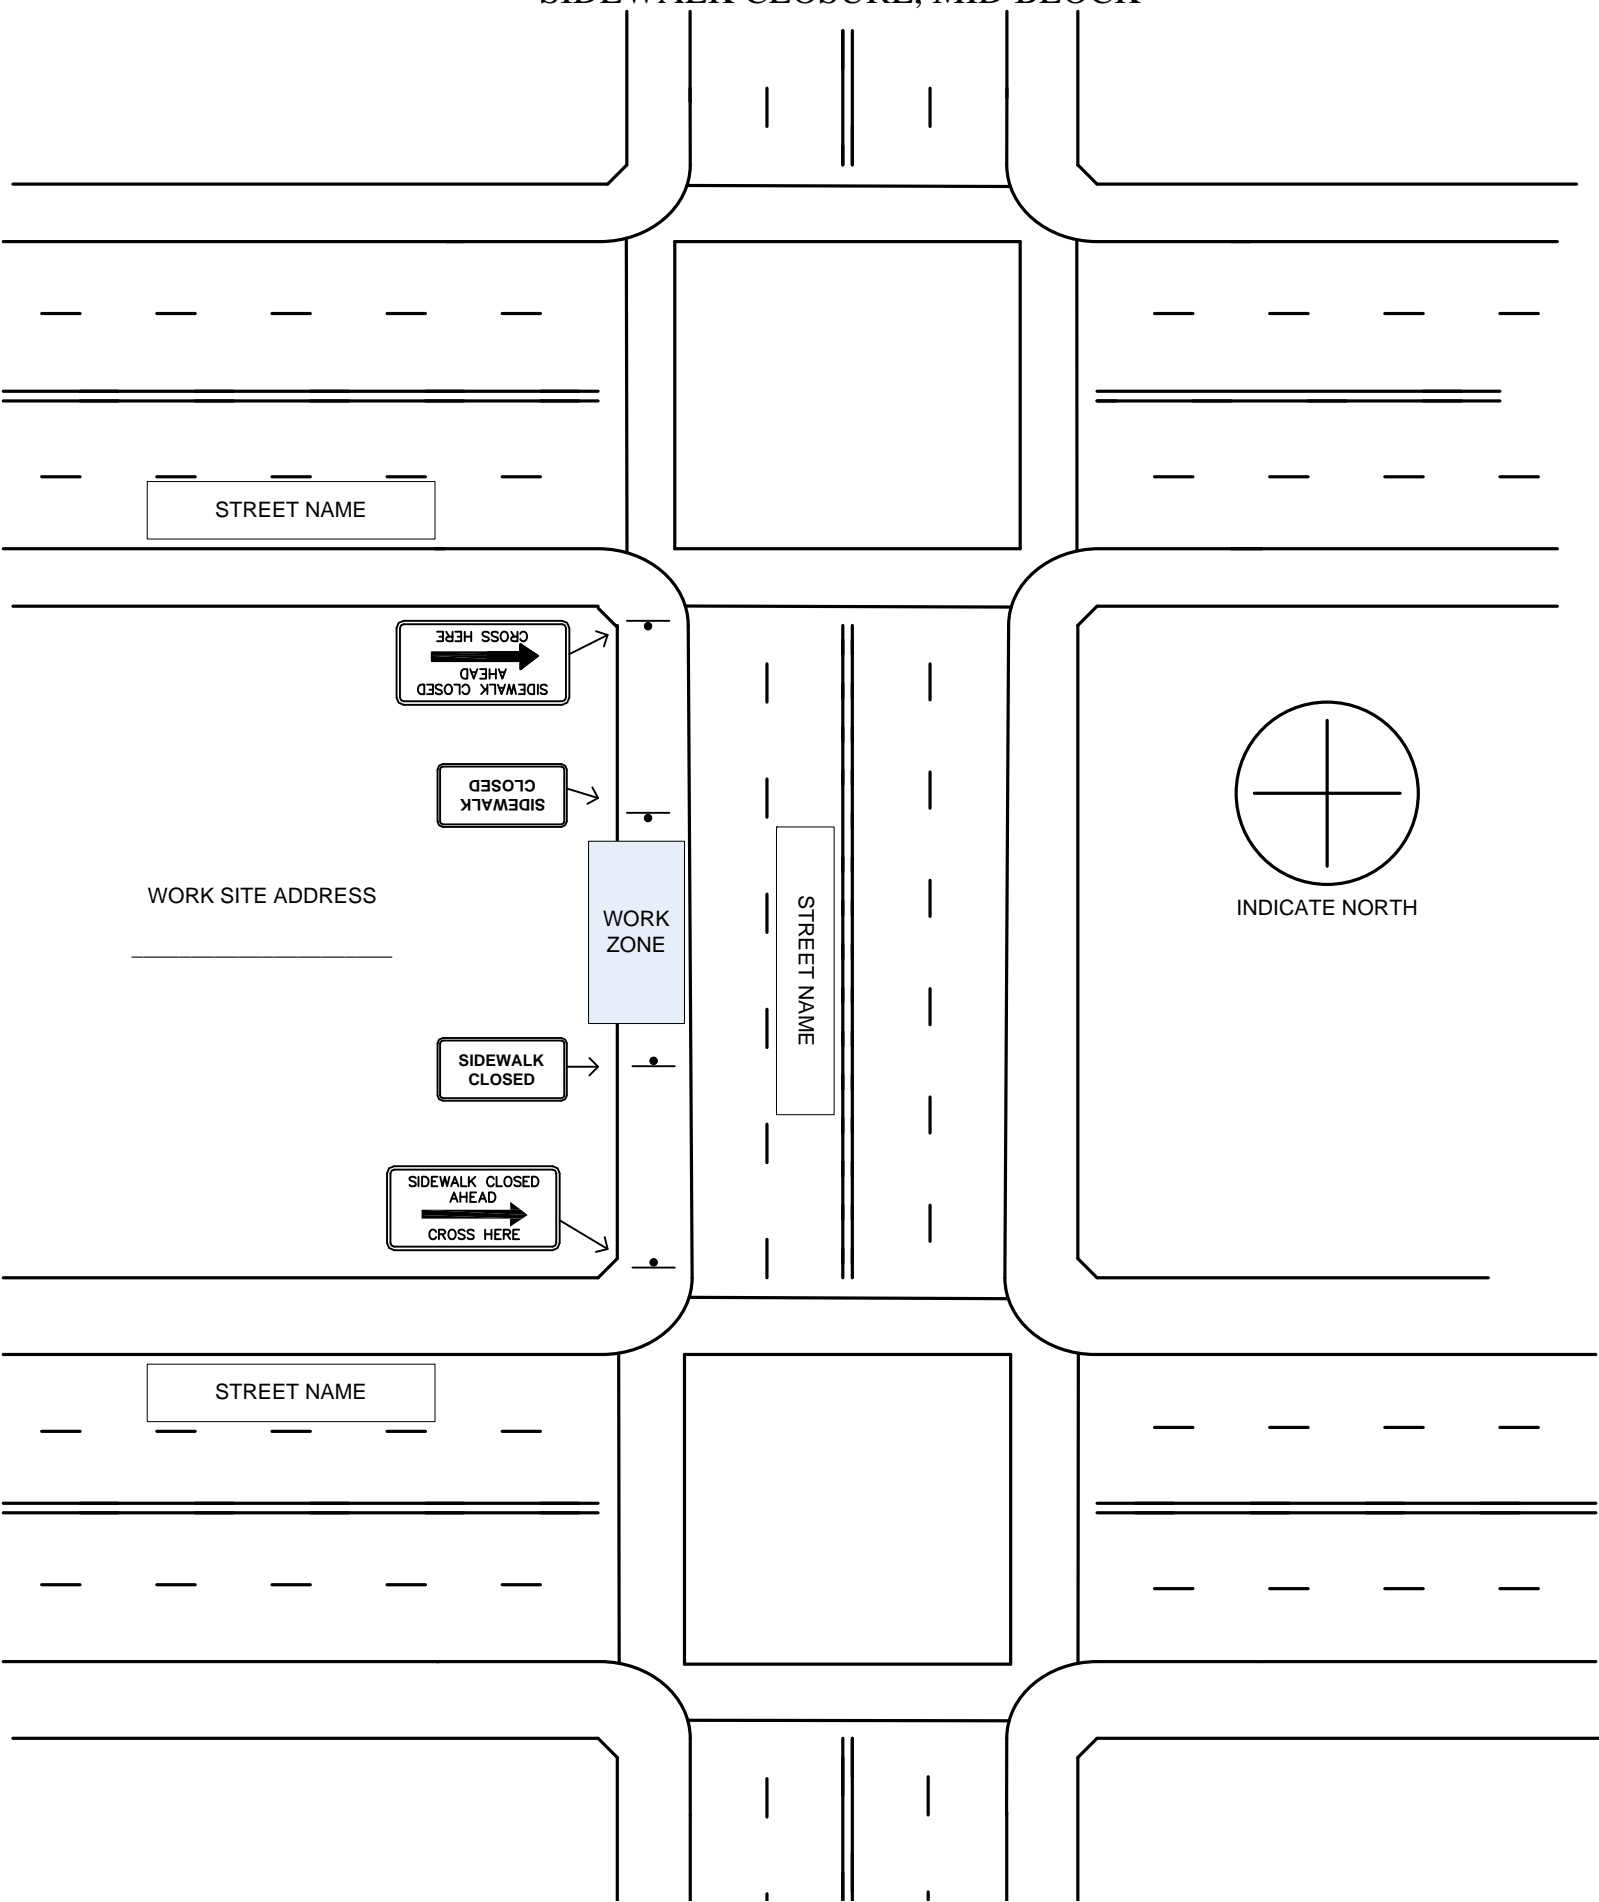 SIDEWALK CLOSURE, MID BLOCK
STREET NAME
SIDEWALK CLOSED
AHEAD
CROSS HERE
SIDEWALK
CLOSED
WORK SITE ADDRESS
WORK
ZONE
STREET NAME
INDICATE NORTH
SIDEWALK
CLOSED
SIDEWALK CLOSED
AHEAD
CROSS HERE
STREET NAME